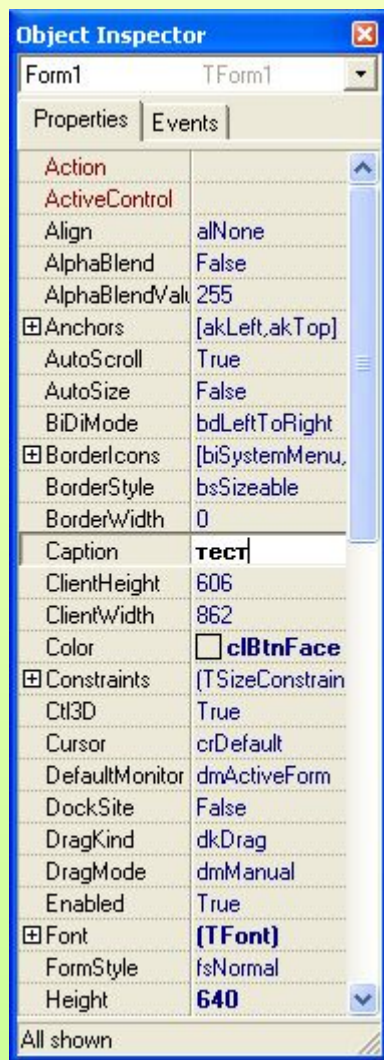 Object Inspector
Form1 TForm1
Properties Events
Action
ActiveControl
Align alNone
AlphaBlend False
AlphaBlendValu 255
Anchors [akLeft,akTop]
AutoScroll True
AutoSize False
BiDiMode bdLeftToRight
BorderIcons [biSystemMenu,
BorderStyle bsSizeable
BorderWidth 0
Caption тест
ClientHeight 606
ClientWidth 862
Color clBtnFace
Constraints (TSizeConstrain
Ctl3D True
Cursor crDefault
DefaultMonitor dmActiveForm
DockSite False
DragKind dkDrag
DragMode dmManual
Enabled True
Font (TFont)
FormStyle fsNormal
Height 640
All shown